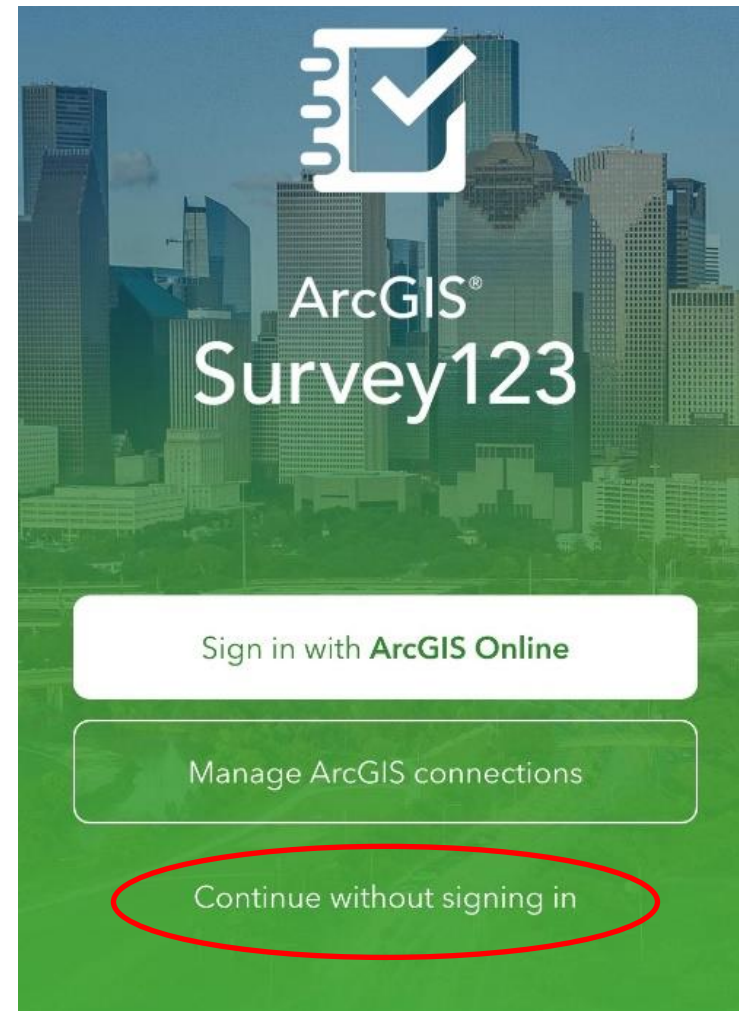 ArcGIS®
Survey123
Sign in with ArcGIS Online
Manage ArcGIS connections
Continue without signing in